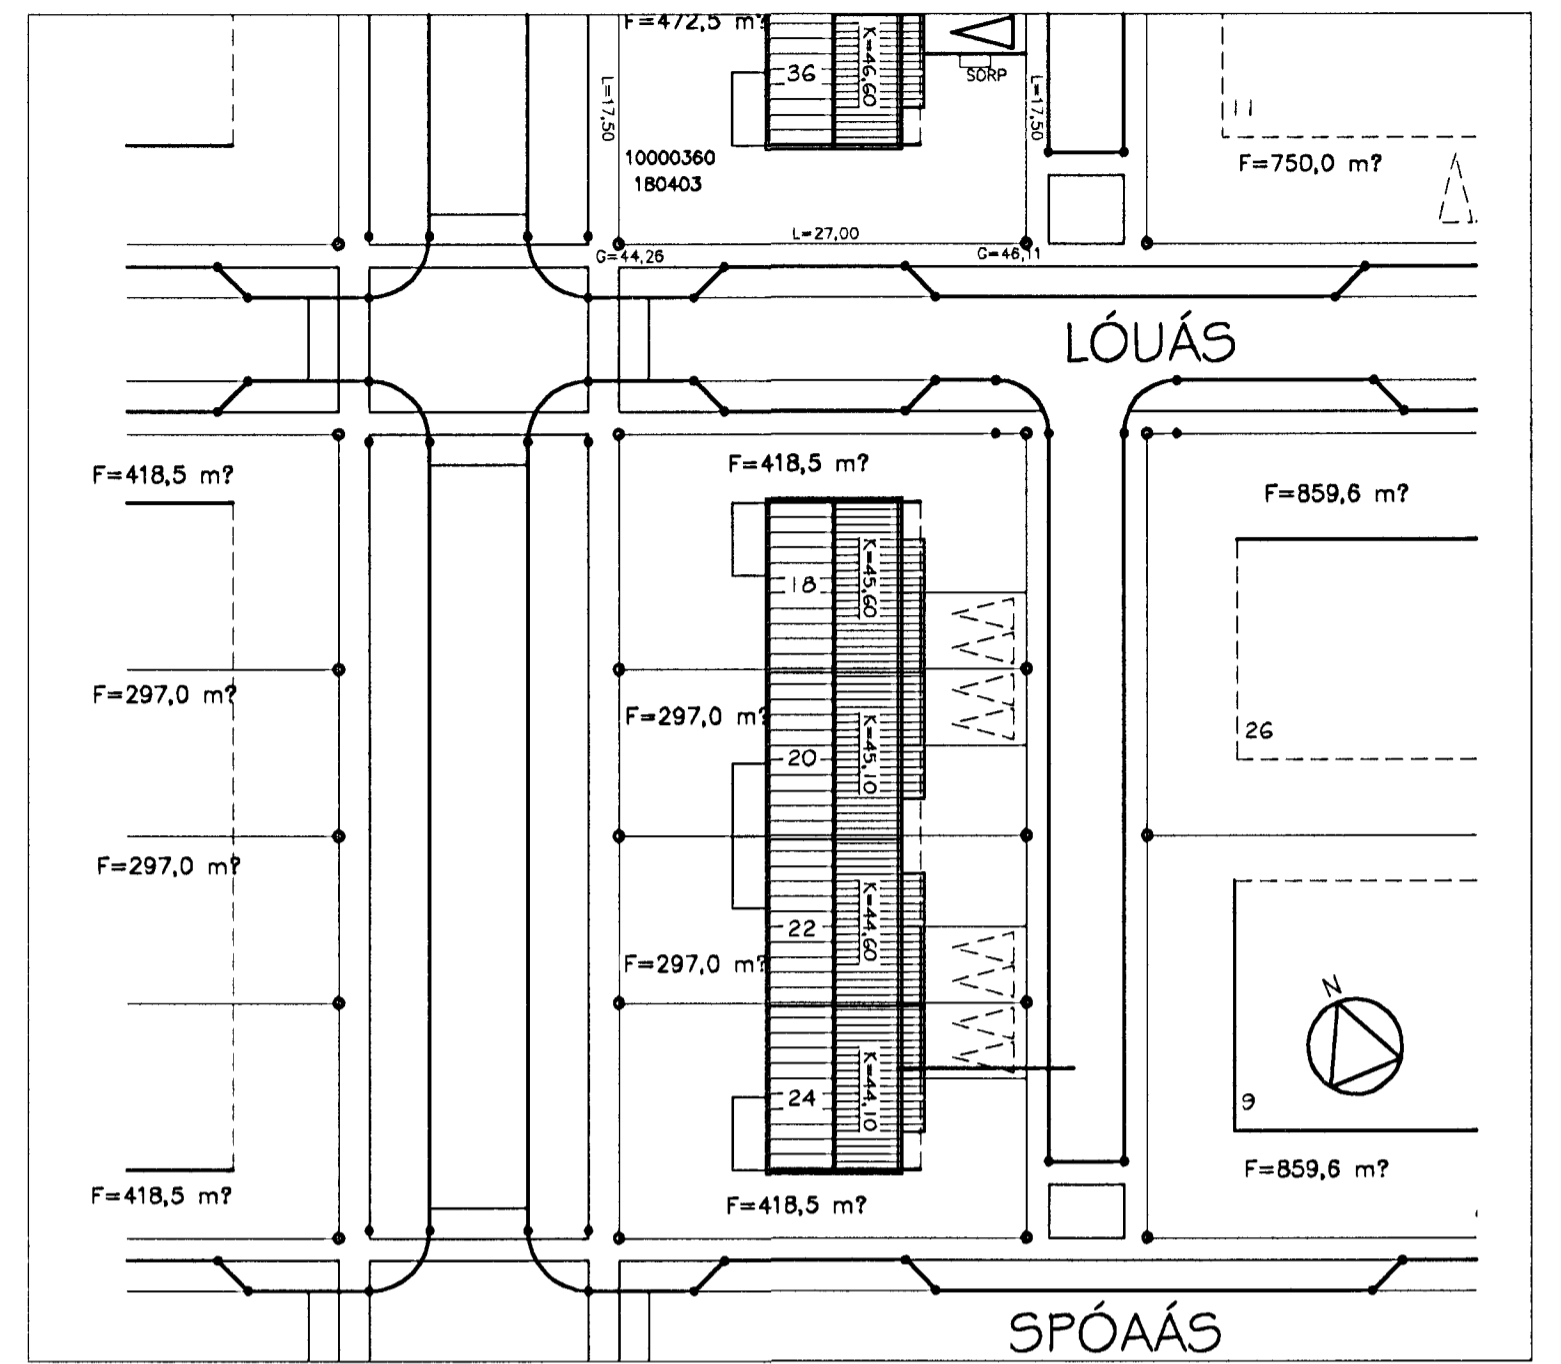 F=472,5 m?
36
K=46,60
SORP
L=17,50
L=17,50
11
F=750,0 m?
10000360
180403
L=27,00
G=44,26
G=46,11
LÓUÁS
F=418,5 m?
F=418,5 m?
F=859,6 m?
18
K=45,60
F=297,0 m?
F=297,0 m?
20
K=45,10
26
F=297,0 m?
22
K=44,60
F=297,0 m?
N
24
K=44,10
9
F=418,5 m?
F=418,5 m?
F=859,6 m?
SPÓAÁS